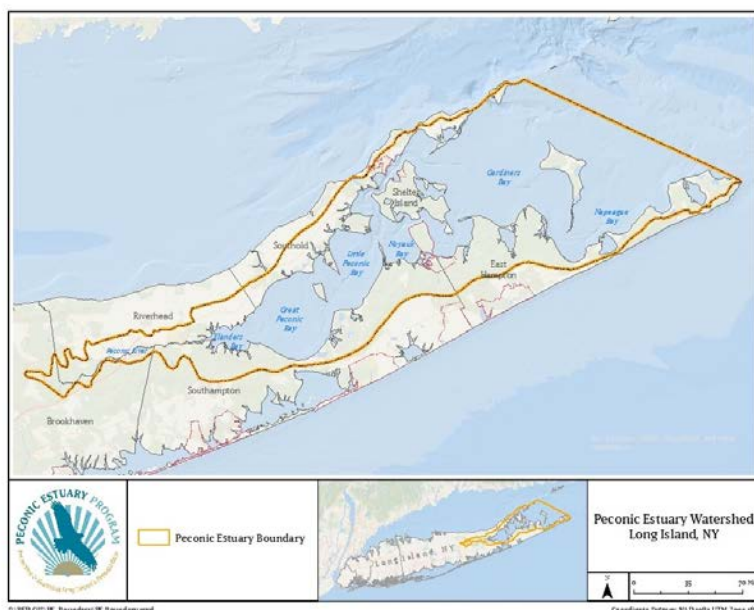 Gardiners
Bay
Shelter
Island
Napeague
Bay
Southold
Little
Peconic
Bay
Noyack
Bay
East
Hampton
Great
Peconic
Bay
Riverhead
Flanders
Bay
Peconic River
Southampton
Brookhaven
PECONIC ESTUARY PROGRAM
Peconic Estuary Boundary
Long Island, NY
Peconic Estuary Watershed
Long Island, NY
N
0